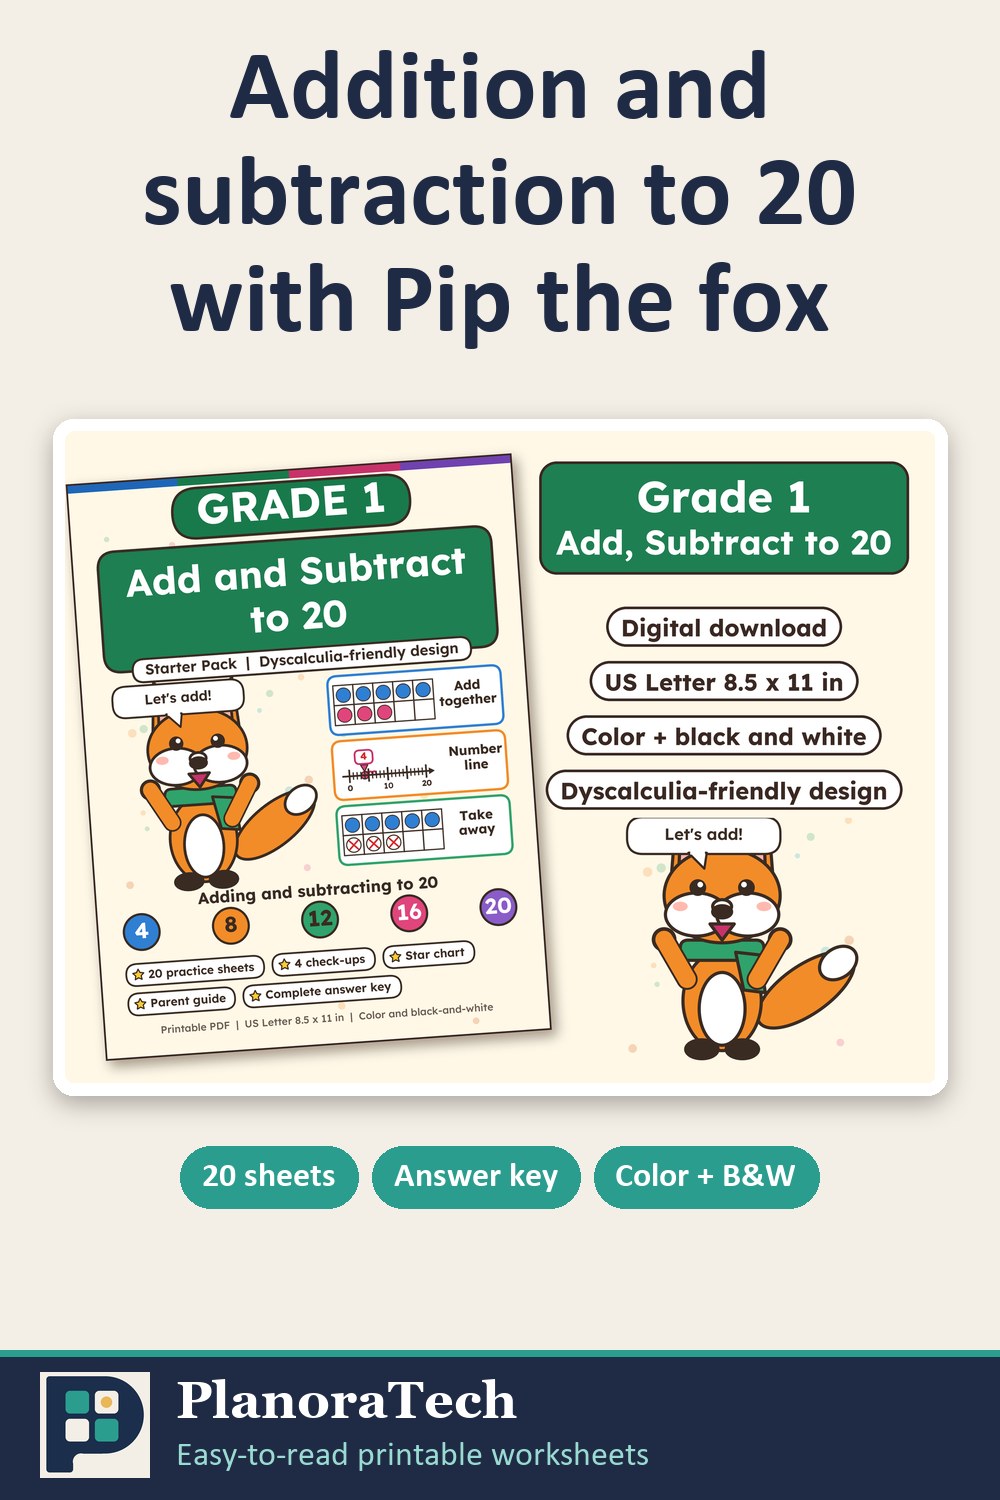 Addition and
subtraction to 20
with Pip the fox
GRADE 1
Add and Subtract
to 20
Starter Pack | Dyscalculia-friendly design
Let's add!
Add
together
4
0
10
20
Number
line
Take
away
Adding and subtracting to 20
4
8
12
16
20
20 practice sheets
4 check-ups
Star chart
Parent guide
Complete answer key
Printable PDF | US Letter 8.5 x 11 in | Color and black-and-white
Grade 1
Add, Subtract to 20
Digital download
US Letter 8.5 x 11 in
Color + black and white
Dyscalculia-friendly design
Let's add!
20 sheets
Answer key
Color + B&W
PlanoraTech
Easy-to-read printable worksheets